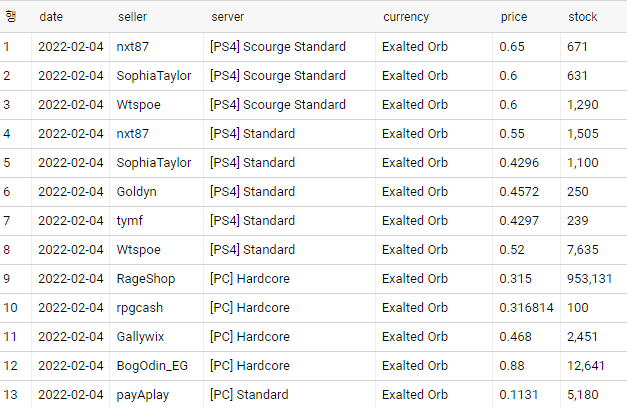 행 date seller server currency price stock
1 2022-02-04 nxt87 [PS4] Scourge Standard Exalted Orb 0.65 671
2 2022-02-04 SophiaTaylor [PS4] Scourge Standard Exalted Orb 0.6 631
3 2022-02-04 Wtspoe [PS4] Scourge Standard Exalted Orb 0.6 1,290
4 2022-02-04 nxt87 [PS4] Standard Exalted Orb 0.55 1,505
5 2022-02-04 SophiaTaylor [PS4] Standard Exalted Orb 0.4296 1,100
6 2022-02-04 Goldyn [PS4] Standard Exalted Orb 0.4572 250
7 2022-02-04 tymf [PS4] Standard Exalted Orb 0.4297 239
8 2022-02-04 Wtspoe [PS4] Standard Exalted Orb 0.52 7,635
9 2022-02-04 RageShop [PC] Hardcore Exalted Orb 0.315 953,131
10 2022-02-04 rpgcash [PC] Hardcore Exalted Orb 0.316814 100
11 2022-02-04 Gallywix [PC] Hardcore Exalted Orb 0.468 2,451
12 2022-02-04 BogOdin_EG [PC] Hardcore Exalted Orb 0.88 12,641
13 2022-02-04 payAplay [PC] Standard Exalted Orb 0.1131 5,180